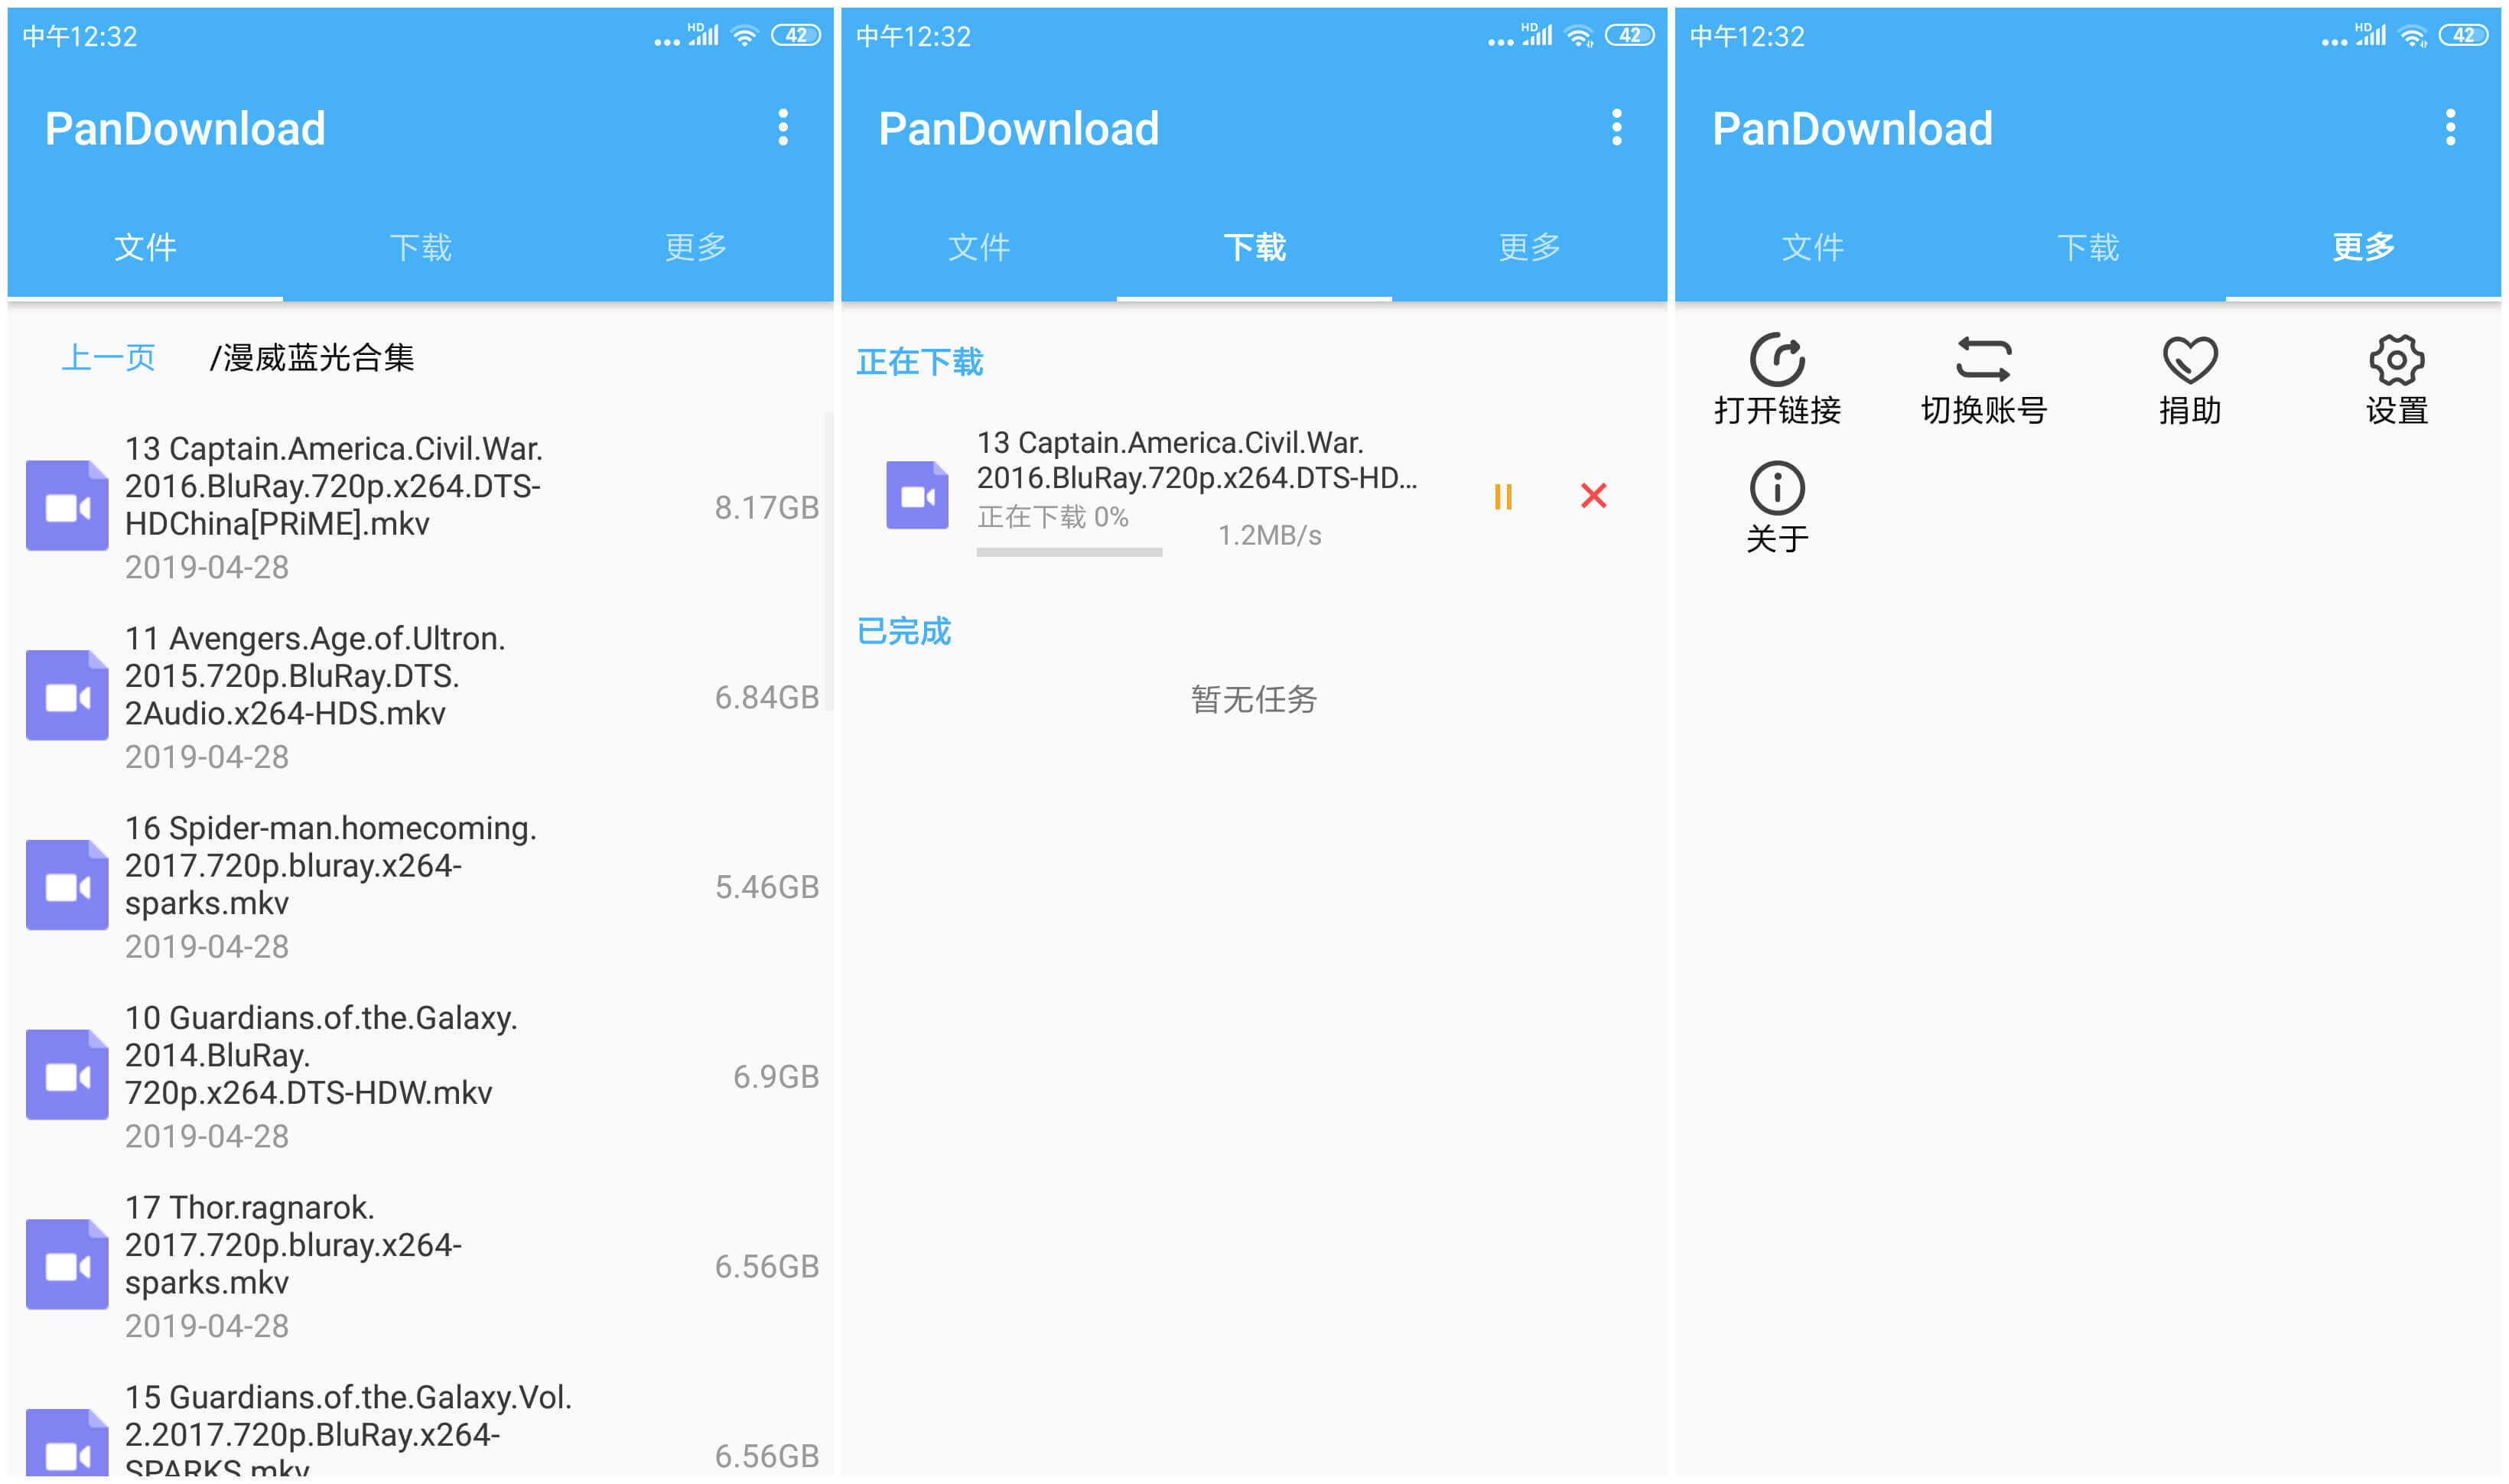 中午12:32
HD
42
PanDownload
文件
下载
更多
上一页
/漫威蓝光合集
13 Captain.America.Civil.War.
2016.BluRay.720p.x264.DTS-
HDChina[PRiME].mkv
2019-04-28
8.17GB
11 Avengers.Age.of.Ultron.
2015.720p.BluRay.DTS.
2Audio.x264-HDS.mkv
2019-04-28
6.84GB
16 Spider-man.homecoming.
2017.720p.bluray.x264-
sparks.mkv
2019-04-28
5.46GB
10 Guardians.of.the.Galaxy.
2014.BluRay.
720p.x264.DTS-HDW.mkv
2019-04-28
6.9GB
17 Thor.ragnarok.
2017.720p.bluray.x264-
sparks.mkv
2019-04-28
6.56GB
15 Guardians.of.the.Galaxy.Vol.
2.2017.720p.BluRay.x264-
SPARKS.mkv
6.56GB
中午12:32
HD
42
PanDownload
文件
下载
更多
正在下载
13 Captain.America.Civil.War.
2016.BluRay.720p.x264.DTS-HD...
正在下载 0%
1.2MB/s
已完成
暂无任务
中午12:32
HD
42
PanDownload
文件
下载
更多
打开链接
切换账号
捐助
设置
关于